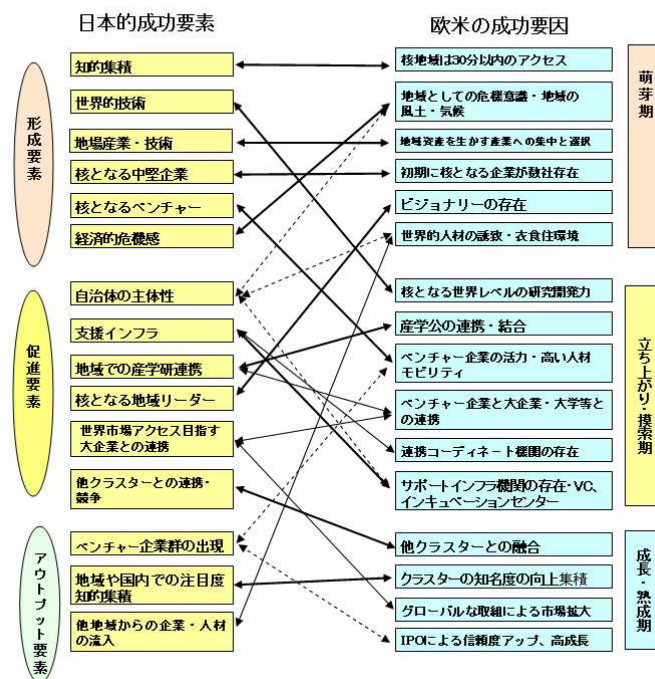 日本的成功要素
欧米の成功要因
形成要素
知的集積
世界的技術
地場産業・技術
核となる中堅企業
核となるベンチャー
経済的危機感
促進要素
自治体の主体性
支援インフラ
地域での産学研連携
核となる地域リーダー
世界市場アクセス目指す
大企業との連携
他クラスターとの連携・
競争
アウトプット要素
ベンチャー企業群の出現
地域や国内での注目度
知的集積
他地域からの企業・人材
の流入
核地域は30分以内のアクセス
地域としての危機意識・地域の
風土・気候
地域資産を生かす産業への集中と選択
初期に核となる企業が数社存在
ビジョナリーの存在
世界的人材の誘致・衣食住環境
萌芽期
核となる世界レベルの研究開発力
産学公の連携・結合
ベンチャー企業の活力・高い人材
モビリティ
ベンチャー企業と大企業・大学等と
の連携
連携コーディネート機関の存在
サポートインフラ機関の存在・VC、
インキュベーションセンター
立ち上がり・摸索期
他クラスターとの融合
クラスターの知名度の向上集積
グローバルな取組による市場拡大
IPOによる信頼度アップ、高成長
成長・熟成期